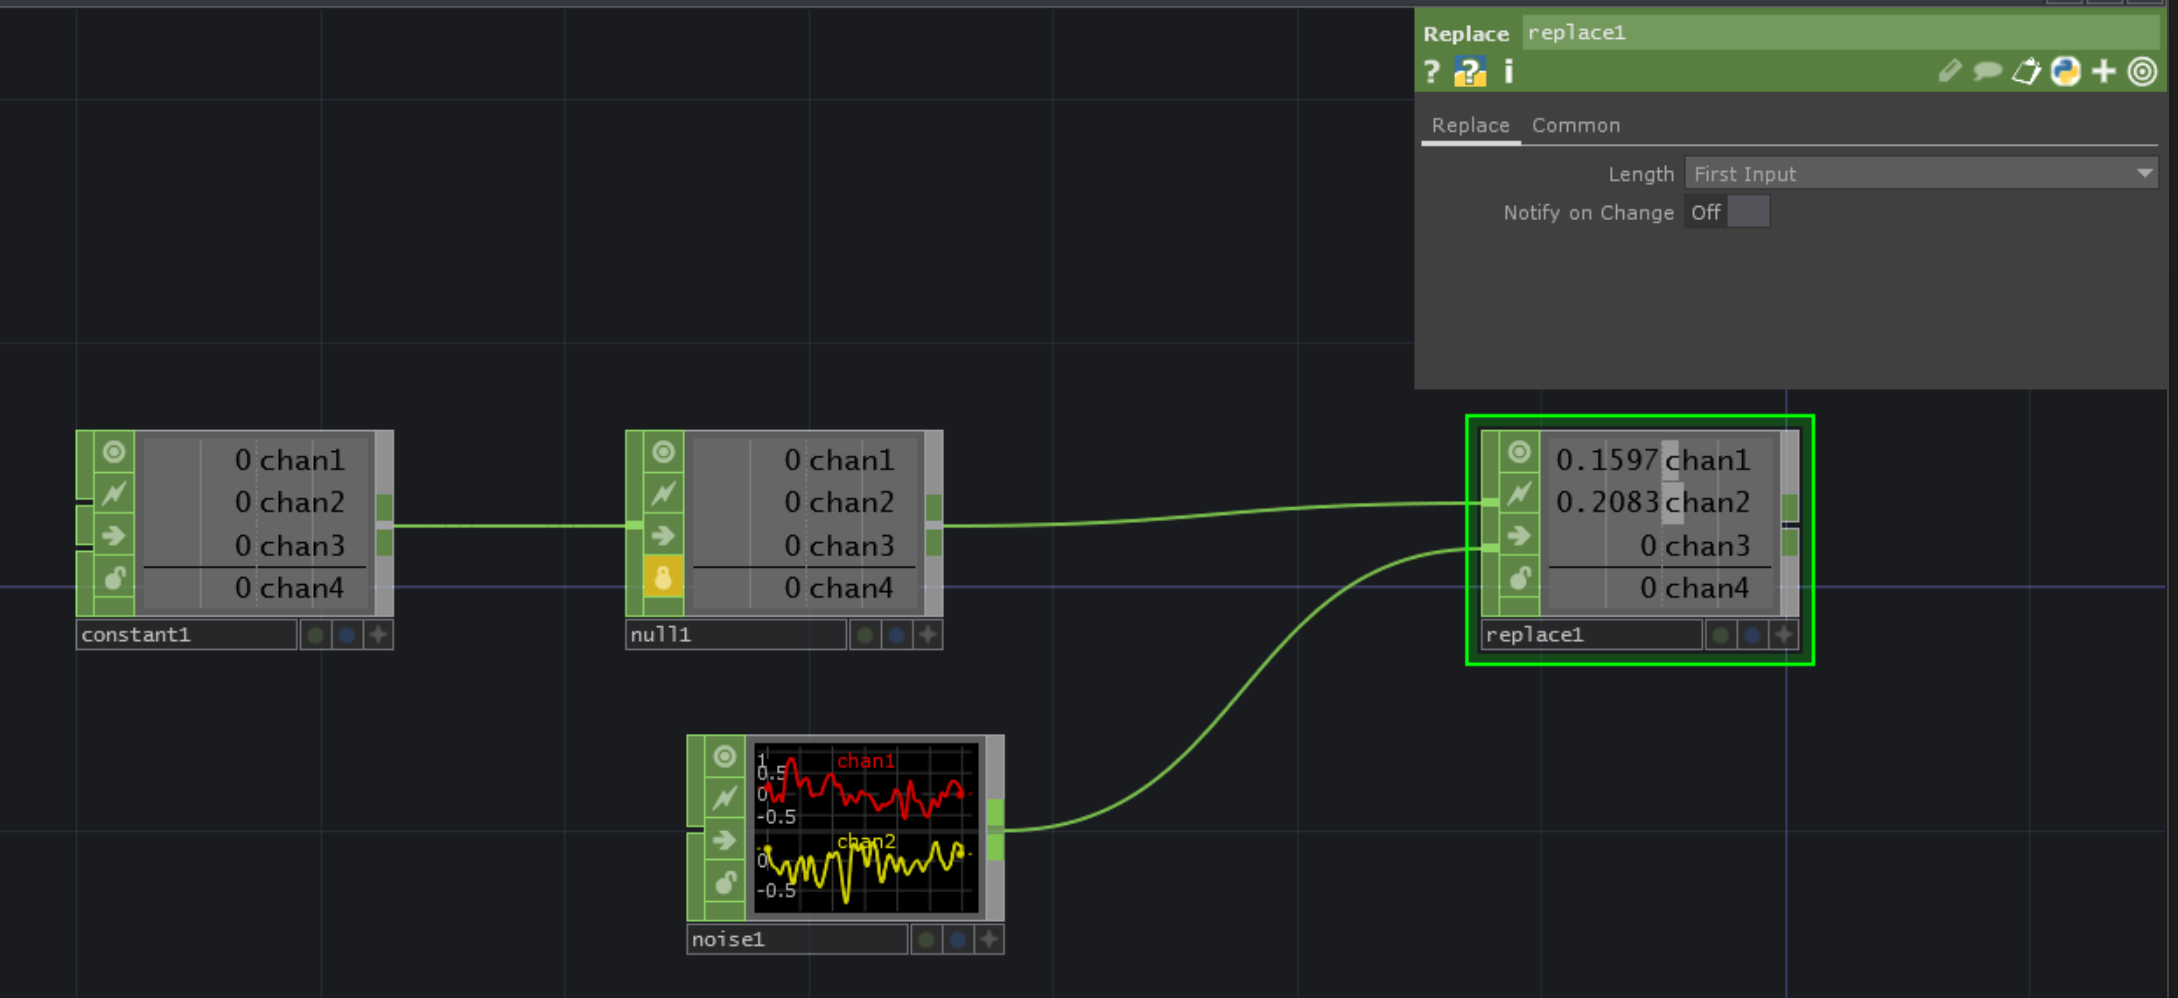 Replace replace1
? ? i
Replace Common
Length First Input
Notify on Change Off
0 chan1
0 chan2
0 chan3
0 chan4
constant1
0 chan1
0 chan2
0 chan3
0 chan4
null1
0.1597 chan1
0.2083 chan2
0 chan3
0 chan4
replace1
1
0.5
0
-0.5
chan1
chan2
0
-0.5
noise1